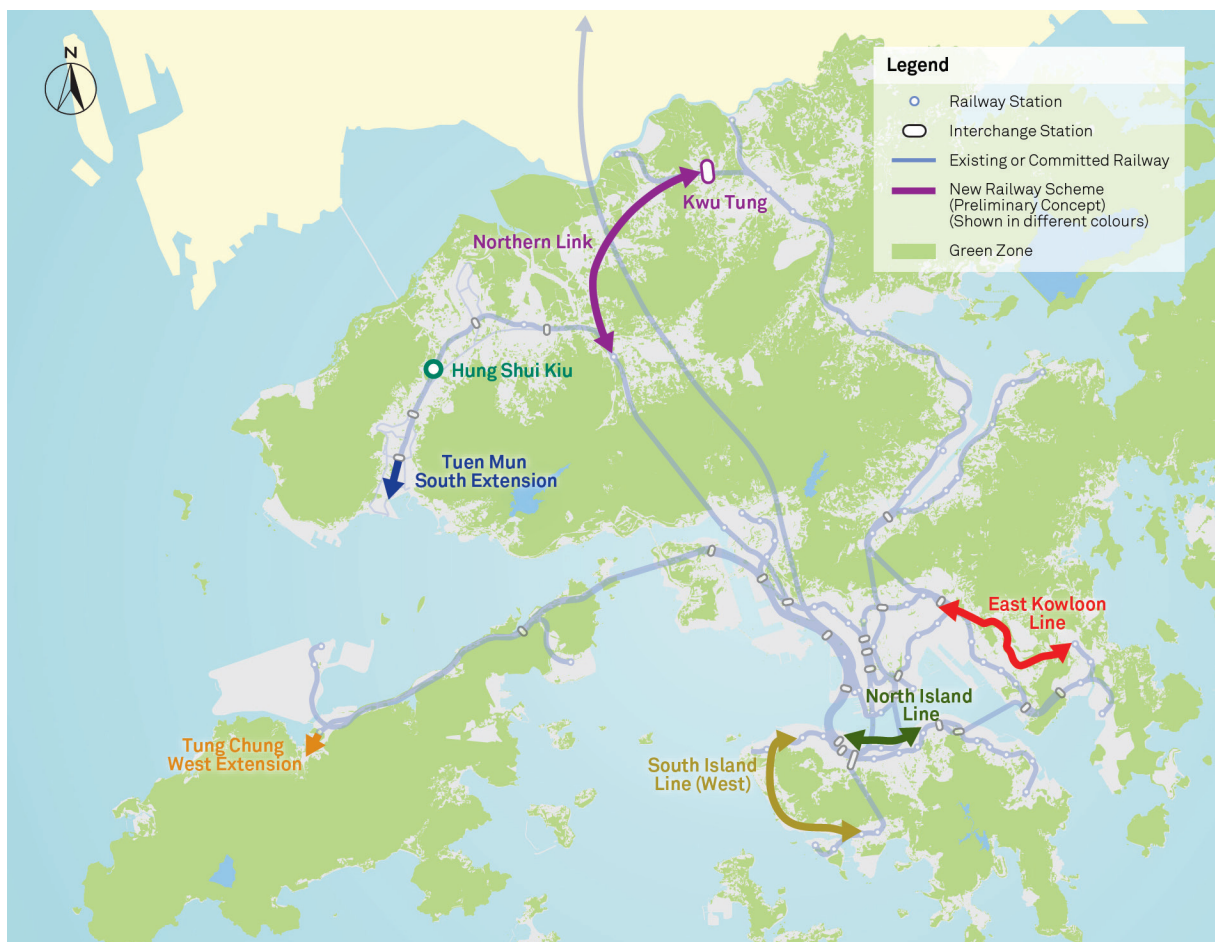 N
Legend
Railway Station
Interchange Station
Existing or Committed Railway
New Railway Scheme
(Preliminary Concept)
(Shown in different colours)
Green Zone
Kwu Tung
Northern Link
Hung Shui Kiu
Tuen Mun
South Extension
East Kowloon
Line
North Island
Line
Tung Chung
West Extension
South Island
Line (West)